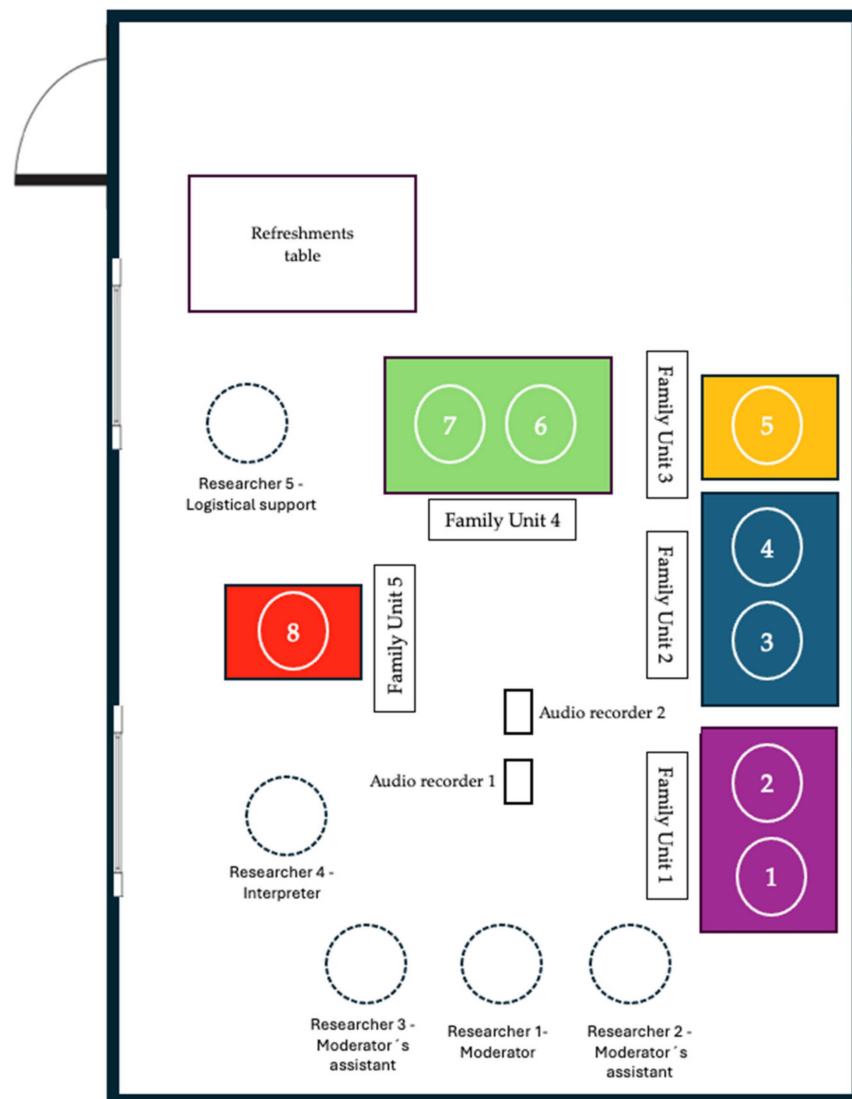 Refreshments
table
Family Unit 3
5
7
6
Researcher 5 -
Logistical support
Family Unit 4
4
Family Unit 2
3
Family Unit 5
8
Audio recorder 2
Audio recorder 1
2
Family Unit 1
1
Researcher 4 -
Interpreter
Researcher 3 -
Moderator´s
assistant
Researcher 1-
Moderator
Researcher 2 -
Moderator´s
assistant